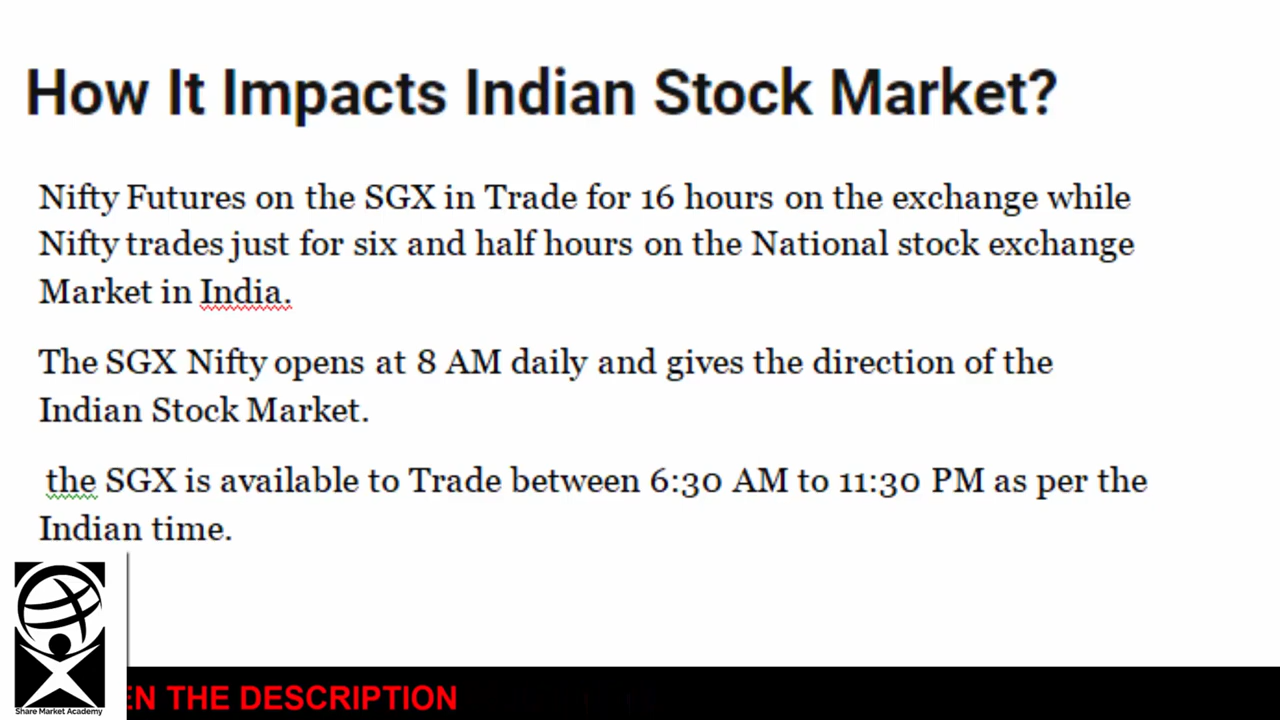 How It Impacts Indian Stock Market?
Nifty Futures on the SGX in Trade for 16 hours on the exchange while
Nifty trades just for six and half hours on the National stock exchange
Market in India.
The SGX Nifty opens at 8 AM daily and gives the direction of the
Indian Stock Market.
the SGX is available to Trade between 6:30 AM to 11:30 PM as per the
Indian time.
Share Market Academy
EN THE DESCRIPTION